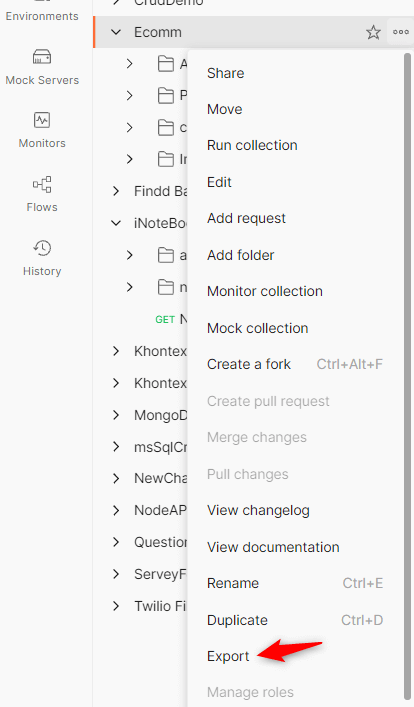 CrudDemo
Environments
Ecomm
Share
Mock Servers
A
Move
P
Run collection
Monitors
c
Edit
In
Findd Ba
Flows
Add request
iNoteBoo
Add folder
a
History
Monitor collection
n
GET N
Mock collection
Khontex
Create a fork Ctrl+Alt+F
Khontex
Create pull request
MongoD
Merge changes
msSqlCr
Pull changes
NewCha
View changelog
NodeAP
View documentation
Question
Rename Ctrl+E
ServeyF
Twilio Fi
Duplicate Ctrl+D
Export
Manage roles